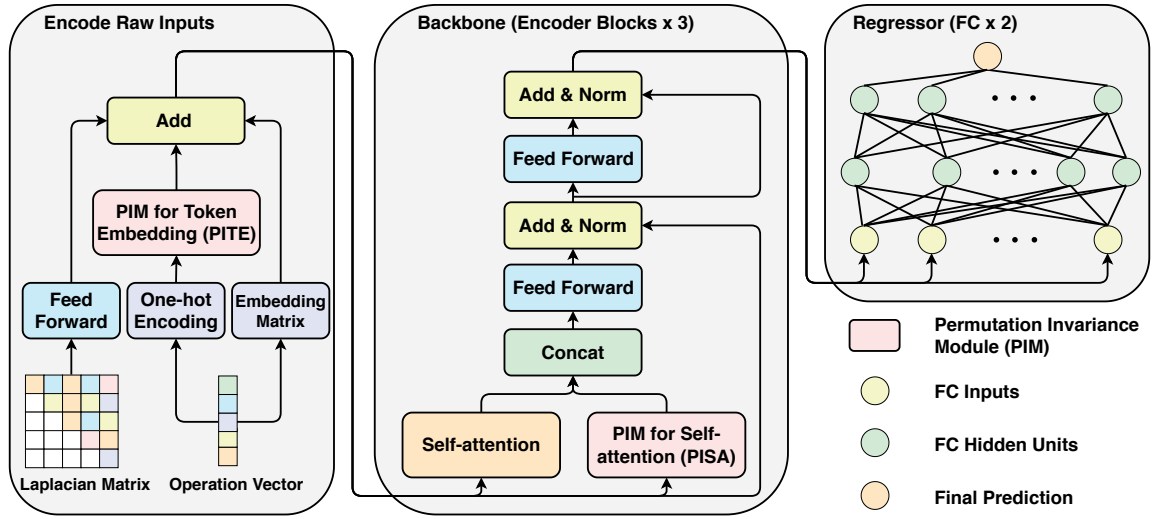 Encode Raw Inputs
Add
PIM for Token
Embedding (PITE)
Feed
Forward
One-hot
Encoding
Embedding
Matrix
Laplacian Matrix
Operation Vector
Backbone (Encoder Blocks x 3)
Add & Norm
Feed Forward
Add & Norm
Feed Forward
Concat
Self-attention
PIM for Self-
attention (PISA)
Regressor (FC x 2)
Permutation Invariance
Module (PIM)
FC Inputs
FC Hidden Units
Final Prediction